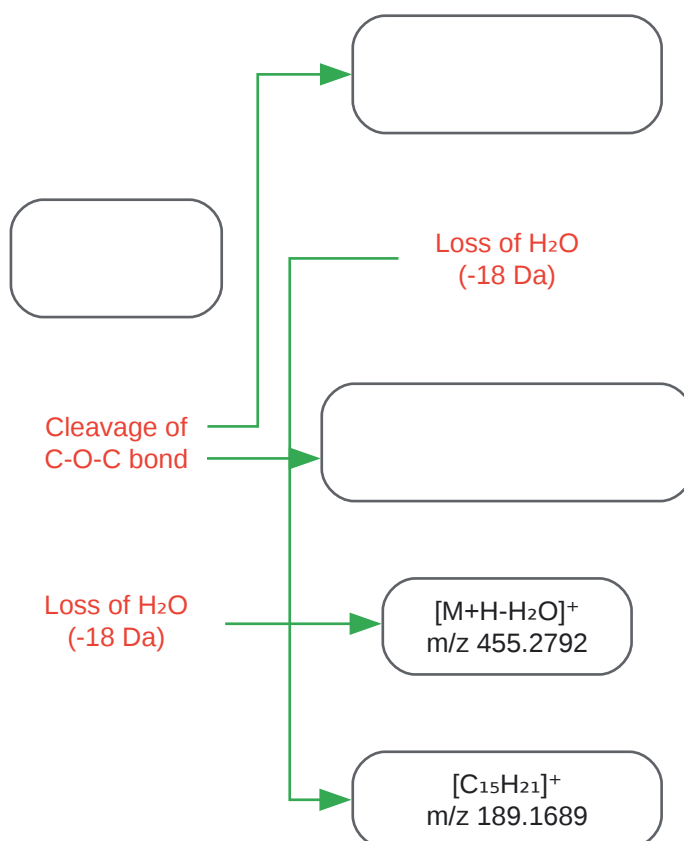 Loss of H₂O
(-18 Da)
Cleavage of
C-O-C bond
Loss of H₂O
(-18 Da)
[M+H-H₂O]⁺
m/z 455.2792
[C₁₅H₂₁]⁺
m/z 189.1689